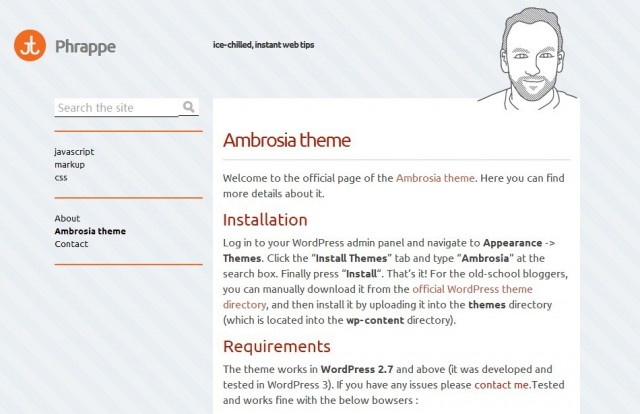 Phrappe
ice-chilled, instant web tips
Search the site
javascript
markup
css
About
Ambrosia theme
Contact
Ambrosia theme
Welcome to the official page of the Ambrosia theme. Here you can find
more details about it.
Installation
Log in to your WordPress admin panel and navigate to Appearance ->
Themes. Click the “Install Themes” tab and type “Ambrosia” at the
search box. Finally press “Install“. That’s it! For the old-school bloggers,
you can manually download it from the official WordPress theme
directory, and then install it by uploading it into the themes directory
(which is located into the wp-content directory).
Requirements
The theme works in WordPress 2.7 and above (it was developed and
tested in WordPress 3). If you have any issues please contact me.Tested
and works fine with the below bowsers :